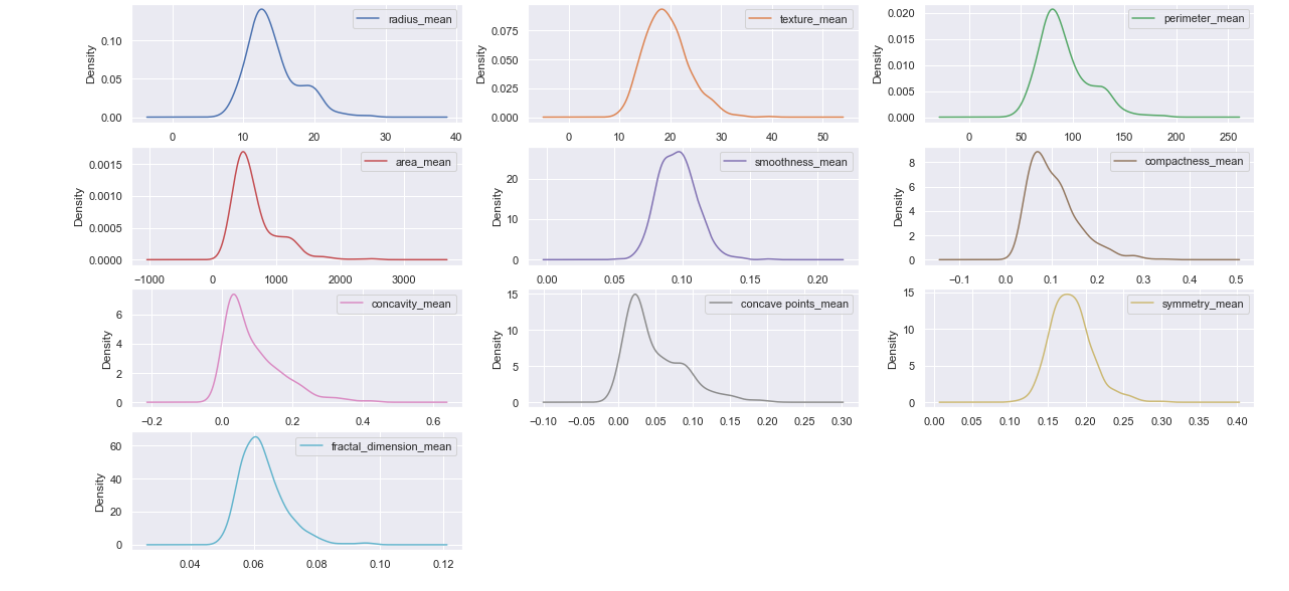 radius_mean
Density
0.10
0.05
0.00
0 10 20 30 40
texture_mean
Density
0.075
0.050
0.025
0.000
0 10 20 30 40 50
perimeter_mean
Density
0.020
0.015
0.010
0.005
0.000
0 50 100 150 200 250
area_mean
Density
0.0015
0.0010
0.0005
0.0000
−1000 0 1000 2000 3000
smoothness_mean
Density
20
10
0
0.00 0.05 0.10 0.15 0.20
compactness_mean
Density
8
6
4
2
0
−0.1 0.0 0.1 0.2 0.3 0.4 0.5
concavity_mean
Density
6
4
2
0
−0.2 0.0 0.2 0.4 0.6
concave points_mean
Density
15
10
5
0
−0.10 −0.05 0.00 0.05 0.10 0.15 0.20 0.25 0.30
symmetry_mean
Density
15
10
5
0
0.00 0.05 0.10 0.15 0.20 0.25 0.30 0.35 0.40
fractal_dimension_mean
Density
60
40
20
0
0.04 0.06 0.08 0.10 0.12